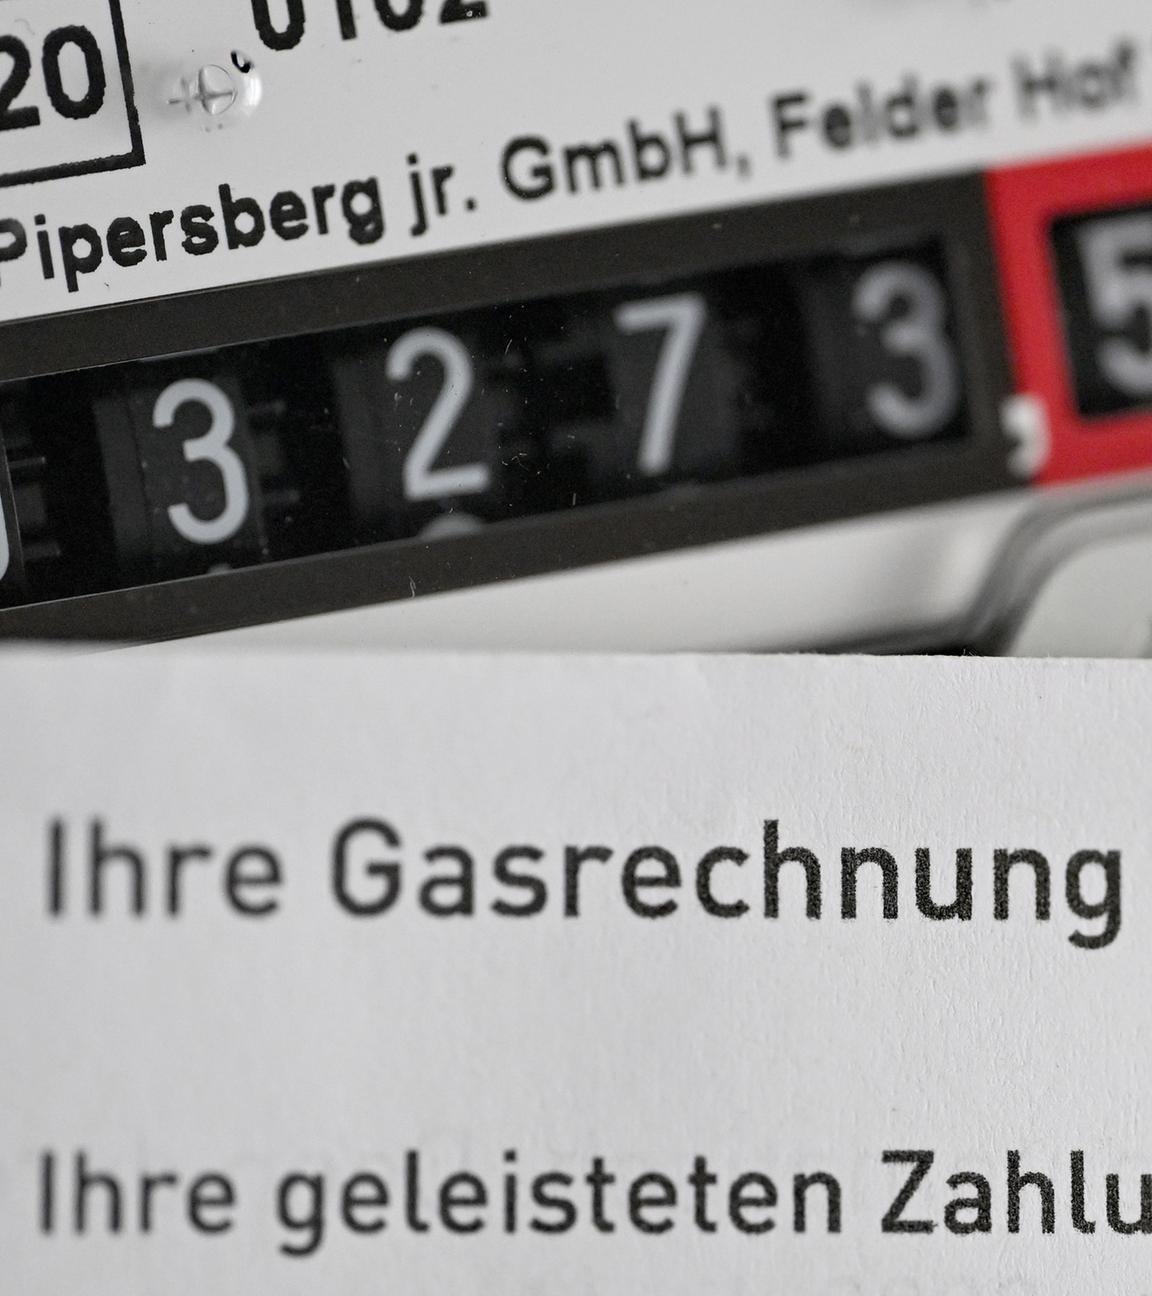 20
0102
Pipersberg jr. GmbH, Felder Hof
3 2 7 3 , 5
Ihre Gasrechnung
Ihre geleisteten Zahlu